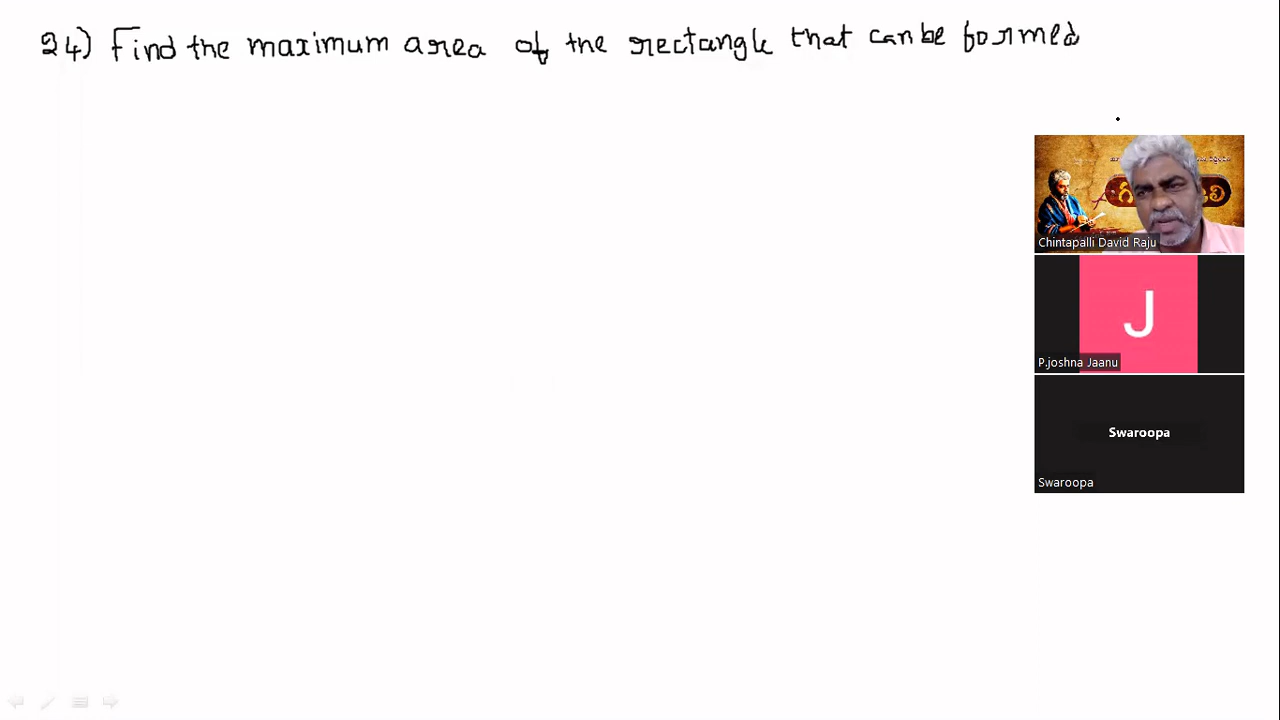 24) Find the maximum area of the rectangle that can be formed
Chintapalli David Raju
J
P.joshna Jaanu
Swaroopa
Swaroopa